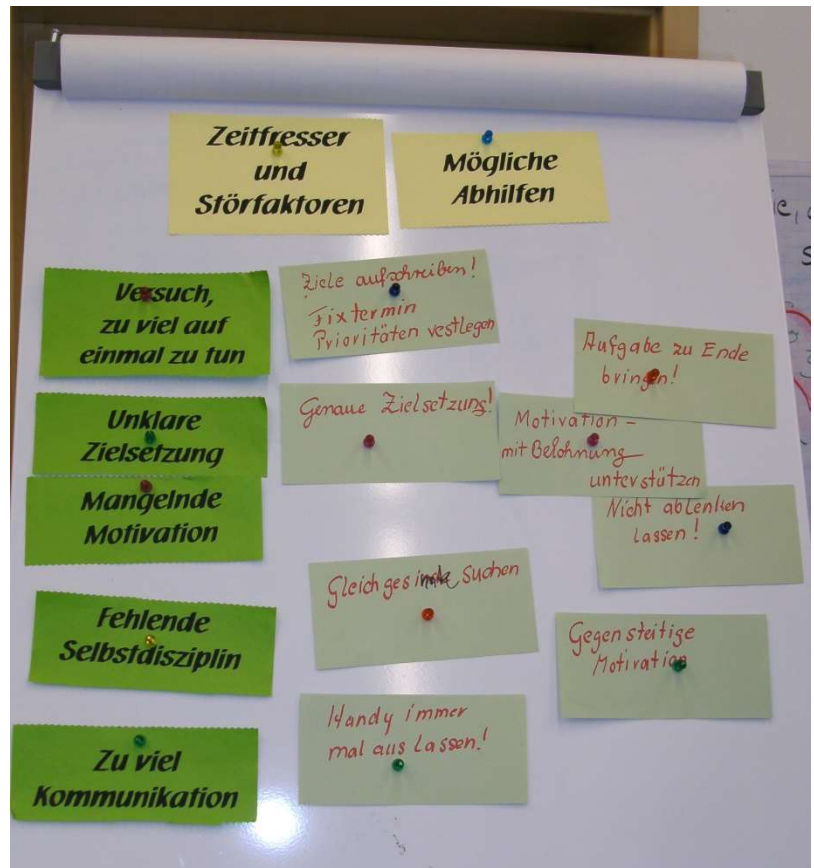 Zeitfresser
und
Störfaktoren
Mögliche
Abhilfen
Versuch,
zu viel auf
einmal zu tun
Ziele aufschreiben!
Fixtermin
Prioritäten vestlegen
Aufgabe zu Ende
bringen!
Unklare
Zielsetzung
Genaue Zielsetzung!
Motivation -
mit Belohnung
unterstützen
Mangelnde
Motivation
Nicht ablenken
lassen!
Fehlende
Selbstdisziplin
suchen
Gegensteitige
Motivation
Zu viel
Kommunikation
Handy immer
mal aus lassen!